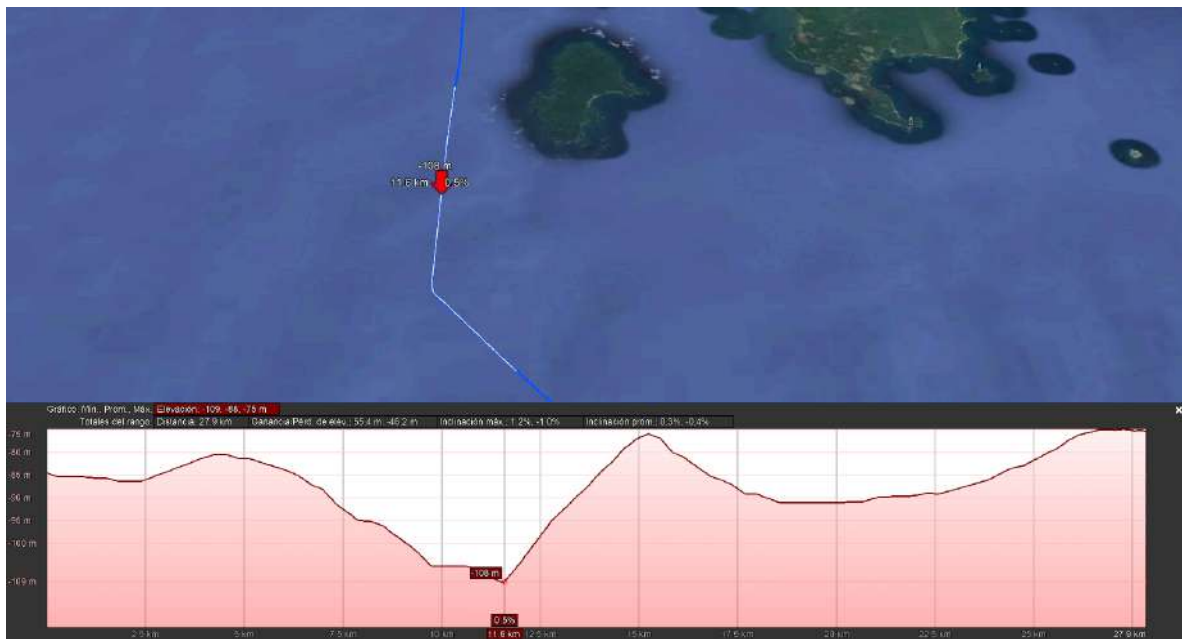 -108 m
11.6 km 0.5%
Gráfico: Mín., Prom., Máx. Elevación: -109, -88, -75 m
Totales del rango: Distancia: 27.9 km Ganancia/Pérd. de elev.: 55.4 m, -45.2 m Inclinación máx.: 1.2%, -1.0% Inclinación prom.: 0.3%, -0.4%
-75 m
-80 m
-85 m
-90 m
-95 m
-100 m
-108 m
-109 m
0.5%
2.5 km 5 km 7.5 km 10 km 11.6 km 12.5 km 15 km 17.5 km 20 km 22.5 km 25 km 27.9 km